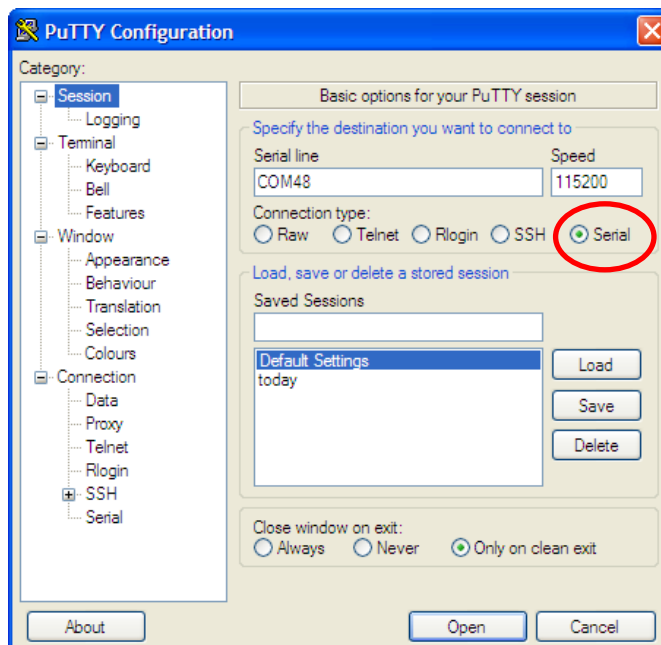 PuTTY Configuration
Category:
Session
Logging
Terminal
Keyboard
Bell
Features
Window
Appearance
Behaviour
Translation
Selection
Colours
Connection
Data
Proxy
Telnet
Rlogin
SSH
Serial
Basic options for your PuTTY session
Specify the destination you want to connect to
Serial line Speed
COM48 115200
Connection type:
Raw Telnet Rlogin SSH Serial
Load, save or delete a stored session
Saved Sessions
Default Settings
today
Load
Save
Delete
Close window on exit:
Always Never Only on clean exit
About Open Cancel